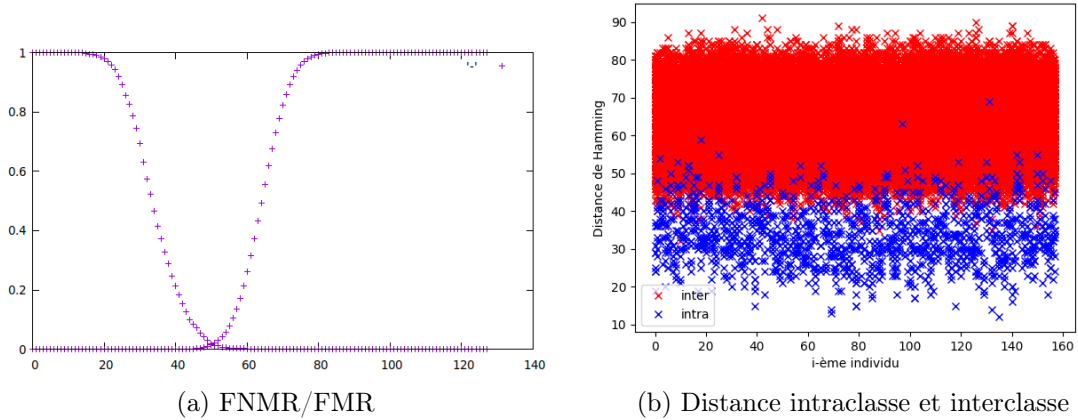 1
0.8
0.6
0.4
0.2
0
0 20 40 60 80 100 120 140
'-'
90
80
70
60
50
40
30
20
10
Distance de Hamming
inter
intra
0 20 40 60 80 100 120 140 160
i-ème individu
(a) FNMR/FMR
(b) Distance intraclasse et interclasse